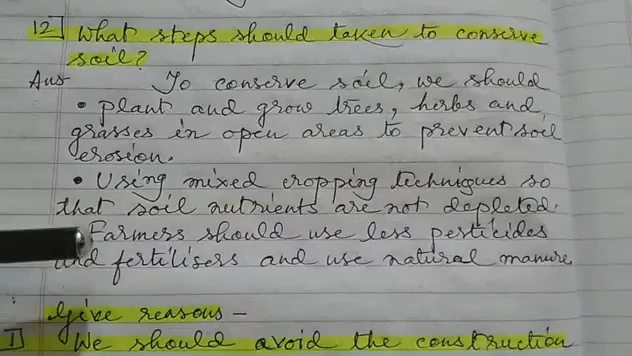 12] What steps should taken to conserve
soil?
Ans To conserve soil, we should
• plant and grow trees, herbs and
grasses in open areas to prevent soil
erosion.
• Using mixed cropping techniques so
that soil nutrients are not depleted.
Farmers should use less pesticides
and fertilisers and use natural manure.
Give reasons —
1] We should avoid the construction